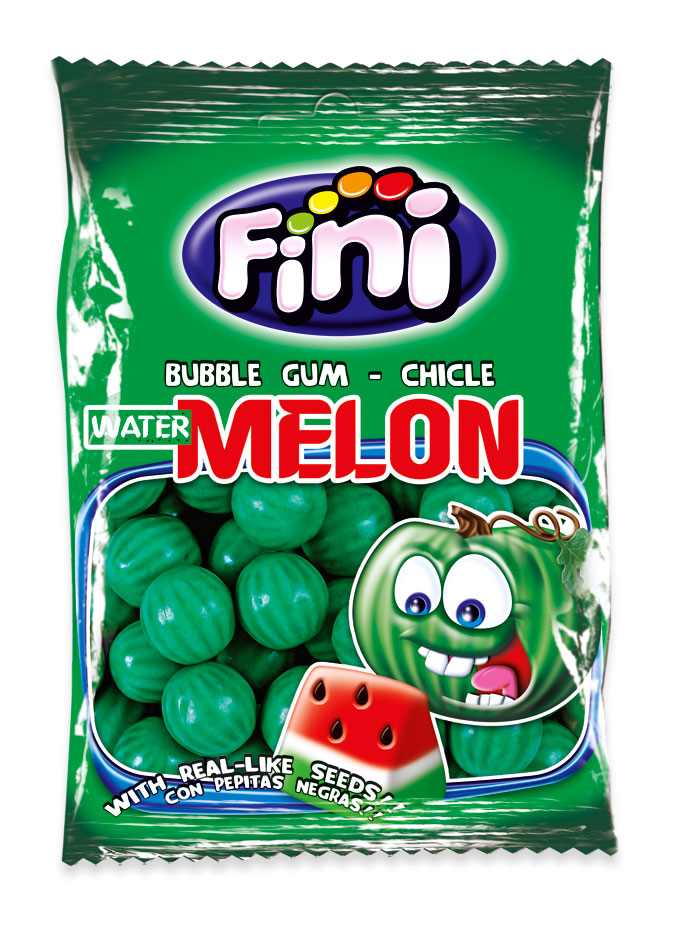 Fini
BUBBLE GUM - CHICLE
WATER MELON
WITH REAL-LIKE SEEDS!!
CON PEPITAS NEGRAS!!